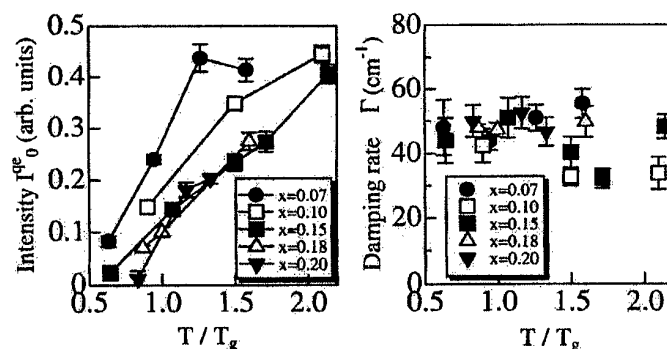 Intensity I^qe_0 (arb. units)
0.5
0.4
0.3
0.2
0.1
0
0.5
1.0
1.5
2.0
T / T_g
x=0.07
x=0.10
x=0.15
x=0.18
x=0.20
Damping rate Γ (cm⁻¹)
80
60
40
20
0
0.5
1.0
1.5
2.0
T / T_g
x=0.07
x=0.10
x=0.15
x=0.18
x=0.20